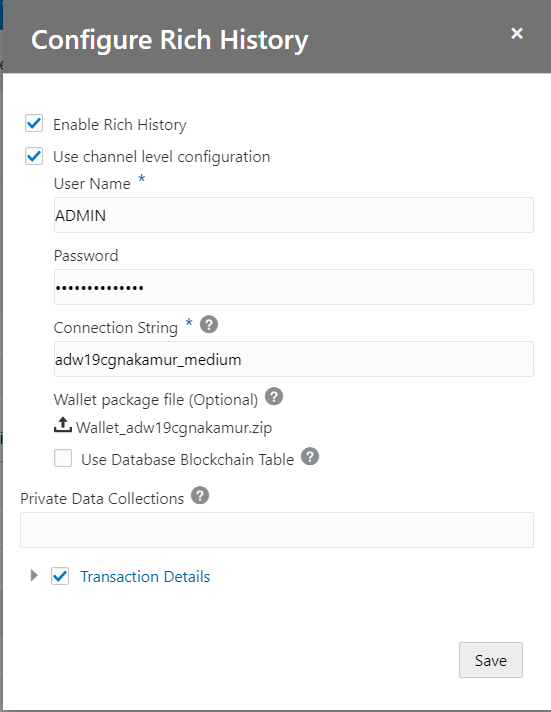 Configure Rich History
Enable Rich History
Use channel level configuration
User Name *
ADMIN
Password
••••••••••••••
Connection String *
adw19cgnakamur_medium
Wallet package file (Optional)
Wallet_adw19cgnakamur.zip
Use Database Blockchain Table
Private Data Collections
Transaction Details
Save